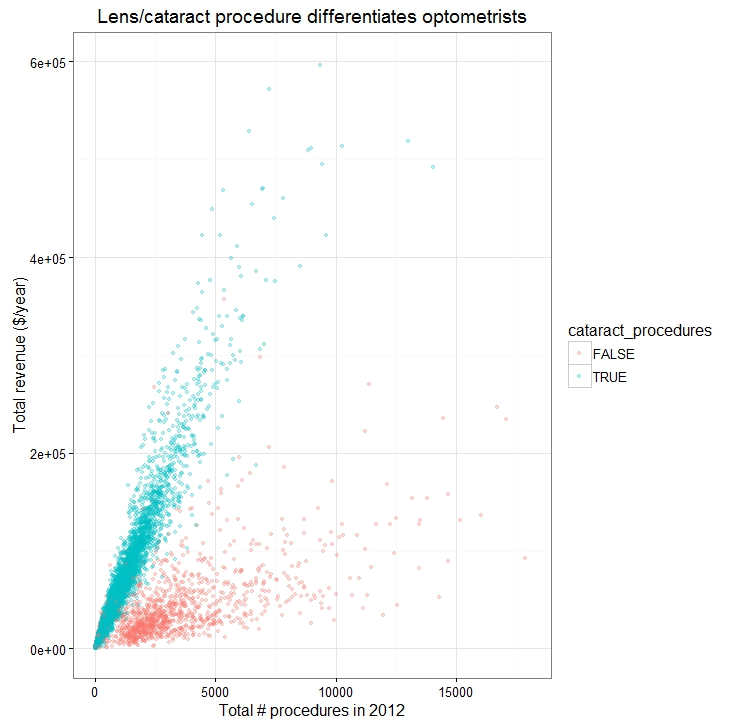 Lens/cataract procedure differentiates optometrists
6e+05
4e+05
2e+05
0e+00
Total revenue ($/year)
0
5000
10000
15000
Total # procedures in 2012
cataract_procedures
FALSE
TRUE